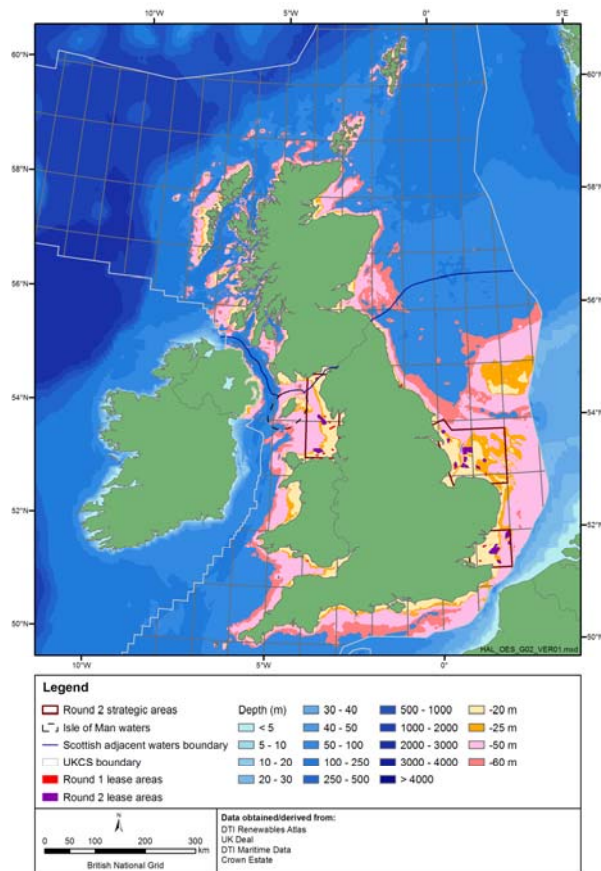 10°W 5°W 0° 5°E
60°N 60°N
58°N 58°N
56°N 56°N
54°N 54°N
52°N 52°N
50°N 50°N
HAL_OES_G02_VER01.mxd
10°W 5°W 0°
Legend
Round 2 strategic areas
Isle of Man waters
Scottish adjacent waters boundary
UKCS boundary
Round 1 lease areas
Round 2 lease areas
Depth (m)
< 5
5 - 10
10 - 20
20 - 30
30 - 40
40 - 50
50 - 100
100 - 250
250 - 500
500 - 1000
1000 - 2000
2000 - 3000
3000 - 4000
> 4000
-20 m
-25 m
-50 m
-60 m
N
0 50 100 200 300
km
British National Grid
Data obtained/derived from:
DTI Renewables Atlas
UK Deal
DTI Maritime Data
Crown Estate